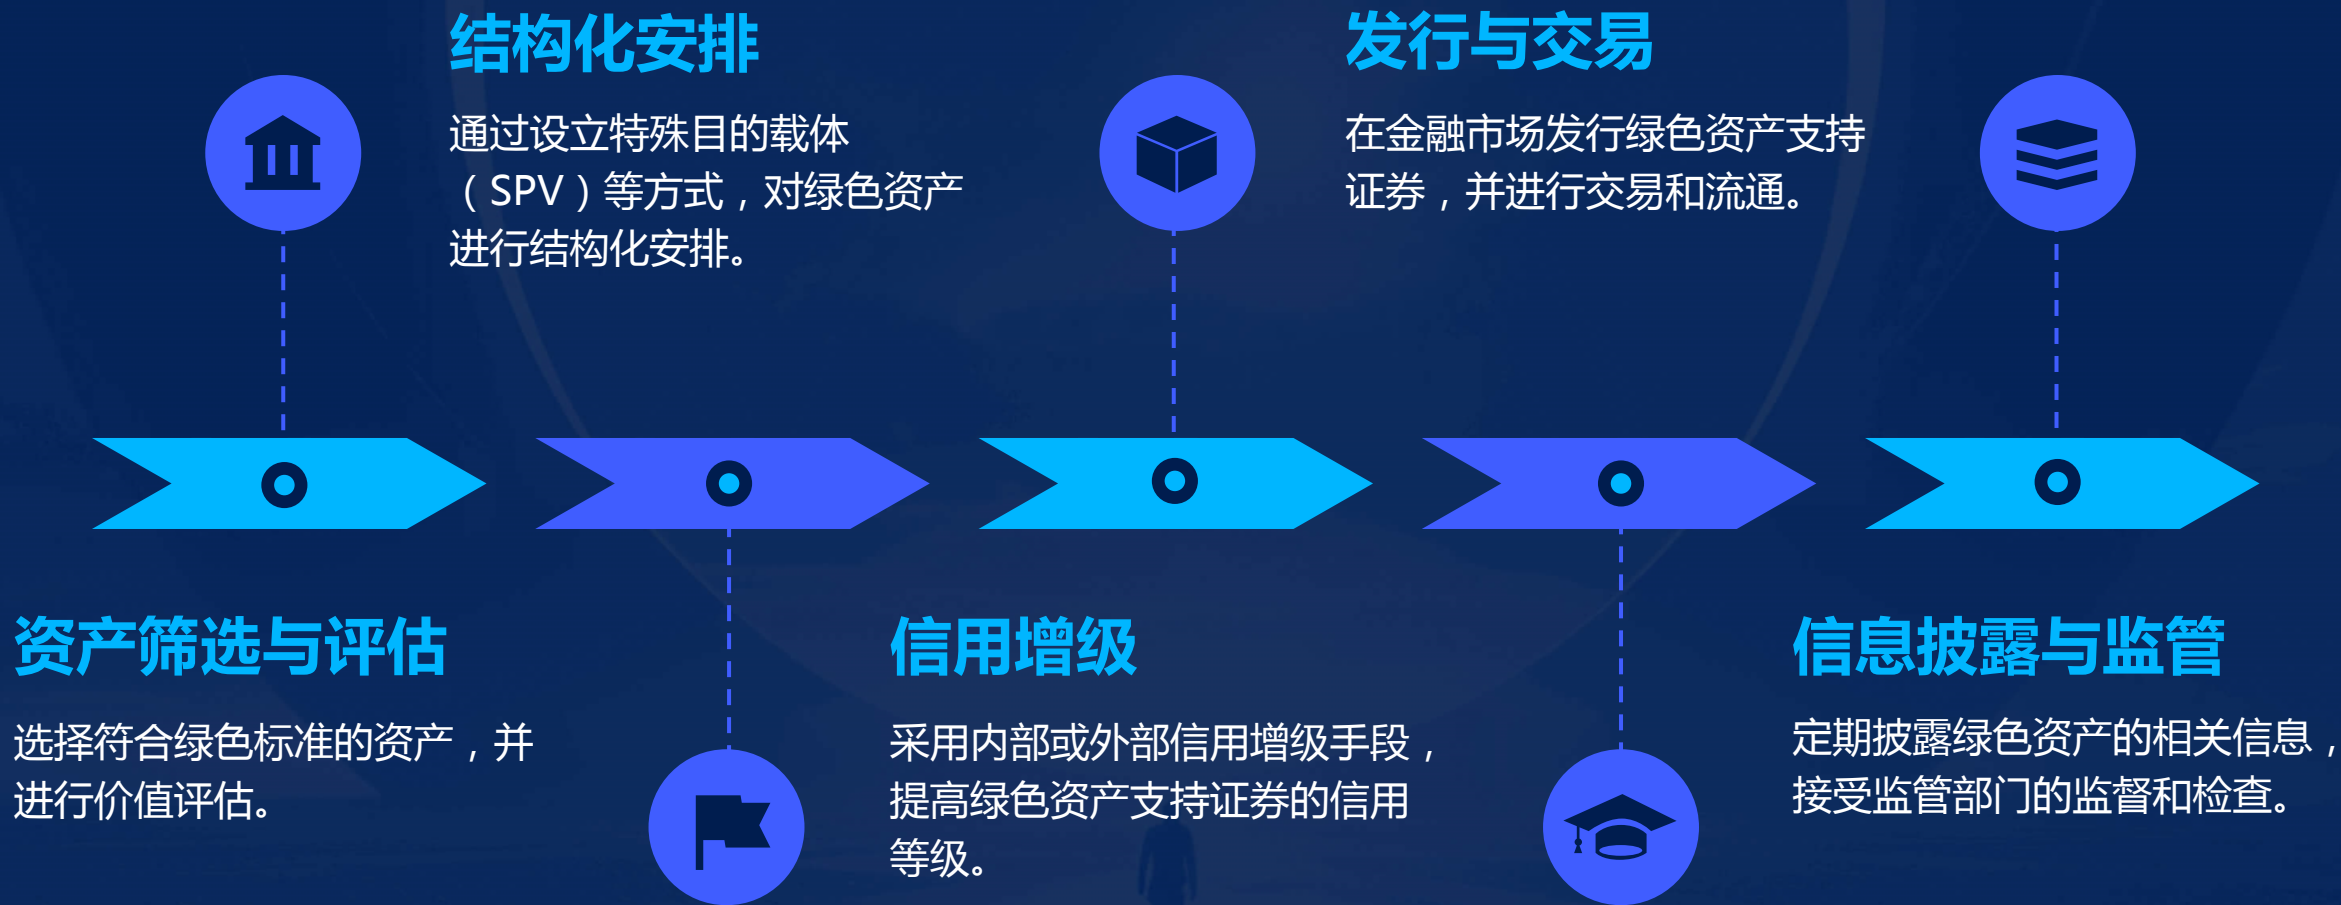 结构化安排
通过设立特殊目的载体
（SPV）等方式，对绿色资产
进行结构化安排。
发行与交易
在金融市场发行绿色资产支持
证券，并进行交易和流通。
资产筛选与评估
选择符合绿色标准的资产，并
进行价值评估。
信用增级
采用内部或外部信用增级手段，
提高绿色资产支持证券的信用
等级。
信息披露与监管
定期披露绿色资产的相关信息，
接受监管部门的监督和检查。